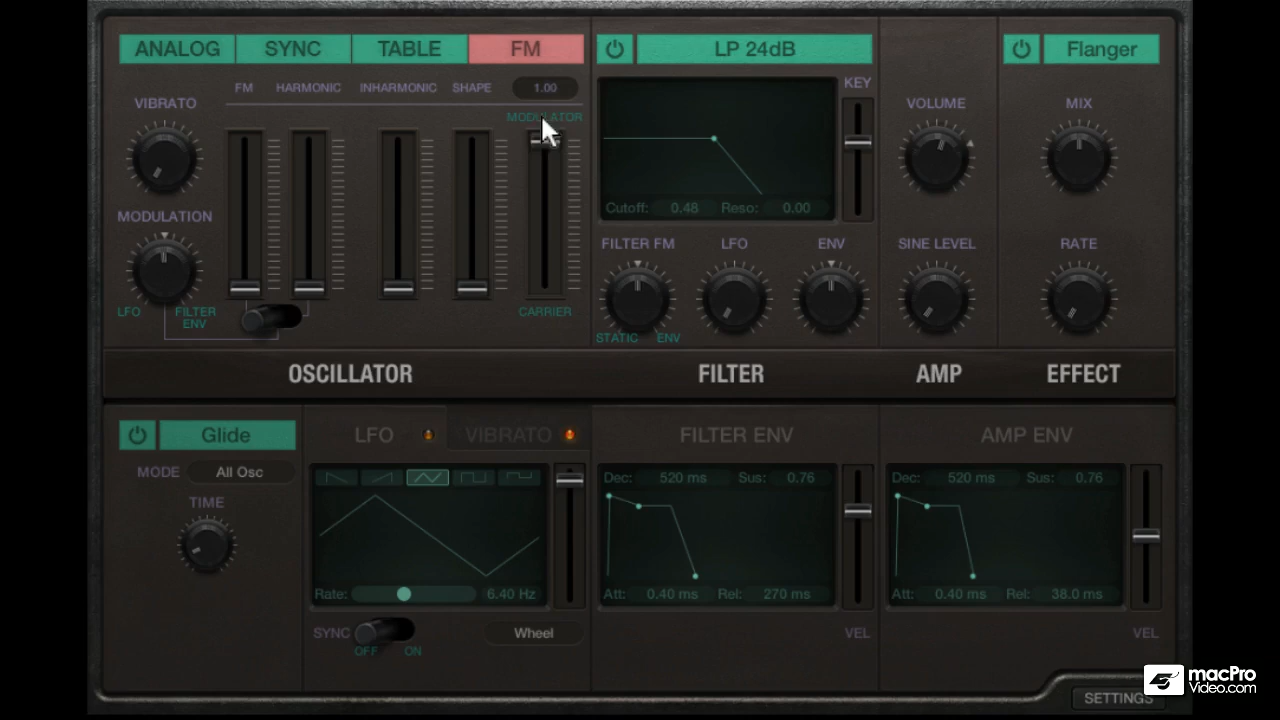 ANALOG SYNC TABLE FM
LP 24dB
Flanger
FM HARMONIC INHARMONIC SHAPE 1.00
KEY
VIBRATO
VOLUME
MIX
MODULATOR
Cutoff: 0.48 Reso: 0.00
MODULATION
FILTER FM LFO ENV
SINE LEVEL
RATE
LFO FILTER ENV
CARRIER
STATIC ENV
OSCILLATOR FILTER AMP EFFECT
Glide
LFO VIBRATO FILTER ENV AMP ENV
MODE All Osc
Dec: 520 ms Sus: 0.76
Dec: 520 ms Sus: 0.76
TIME
Rate: 6.40 Hz
Att: 0.40 ms Rel: 270 ms
Att: 0.40 ms Rel: 38.0 ms
SYNC OFF ON
Wheel
VEL
VEL
macPro
Video.com
SETTINGS